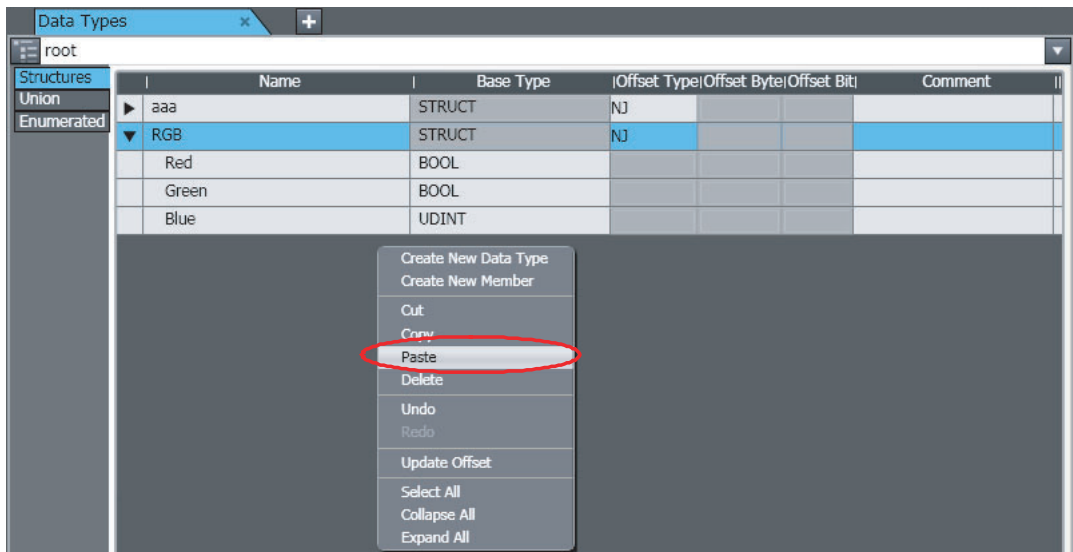 Data Types × +
root
Structures
Union
Enumerated
Name Base Type Offset Type Offset Byte Offset Bit Comment
aaa STRUCT NJ
RGB STRUCT NJ
Red BOOL
Green BOOL
Blue UDINT
Create New Data Type
Create New Member
Cut
Copy
Paste
Delete
Undo
Redo
Update Offset
Select All
Collapse All
Expand All